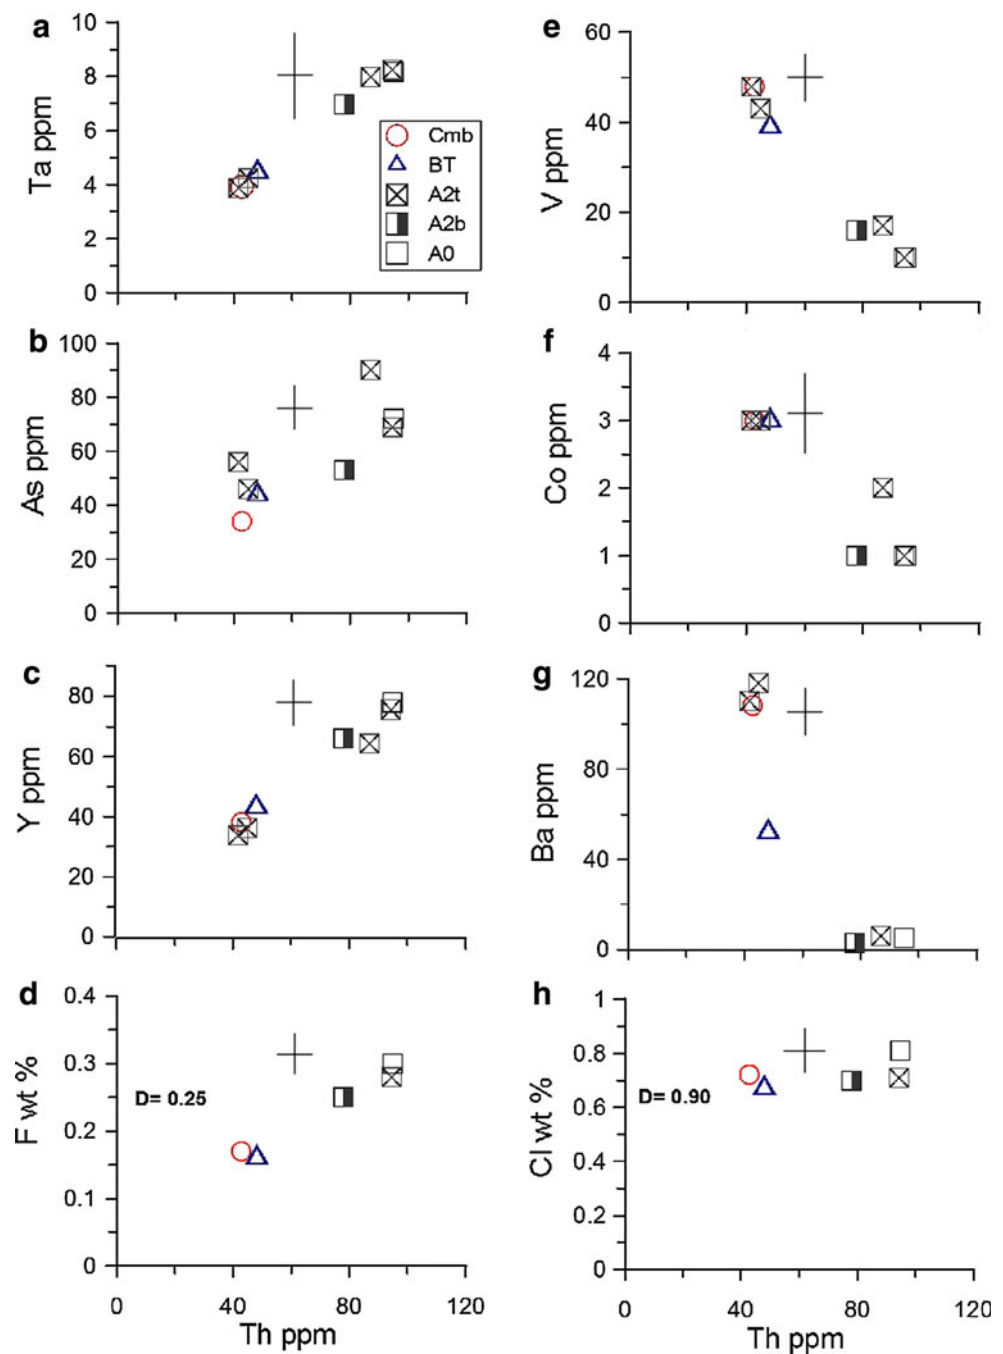 a
10
8
6
4
2
0
Ta ppm
Cmb
BT
A2t
A2b
A0
b
100
80
60
40
20
0
As ppm
c
80
60
40
20
0
Y ppm
d
0.4
0.3
0.2
0.1
0
F wt %
D= 0.25
0 40 80 120
Th ppm
e
60
40
20
0
V ppm
f
4
3
2
1
0
Co ppm
g
120
80
40
0
Ba ppm
h
1
0.8
0.6
0.4
0.2
0
Cl wt %
D= 0.90
0 40 80 120
Th ppm